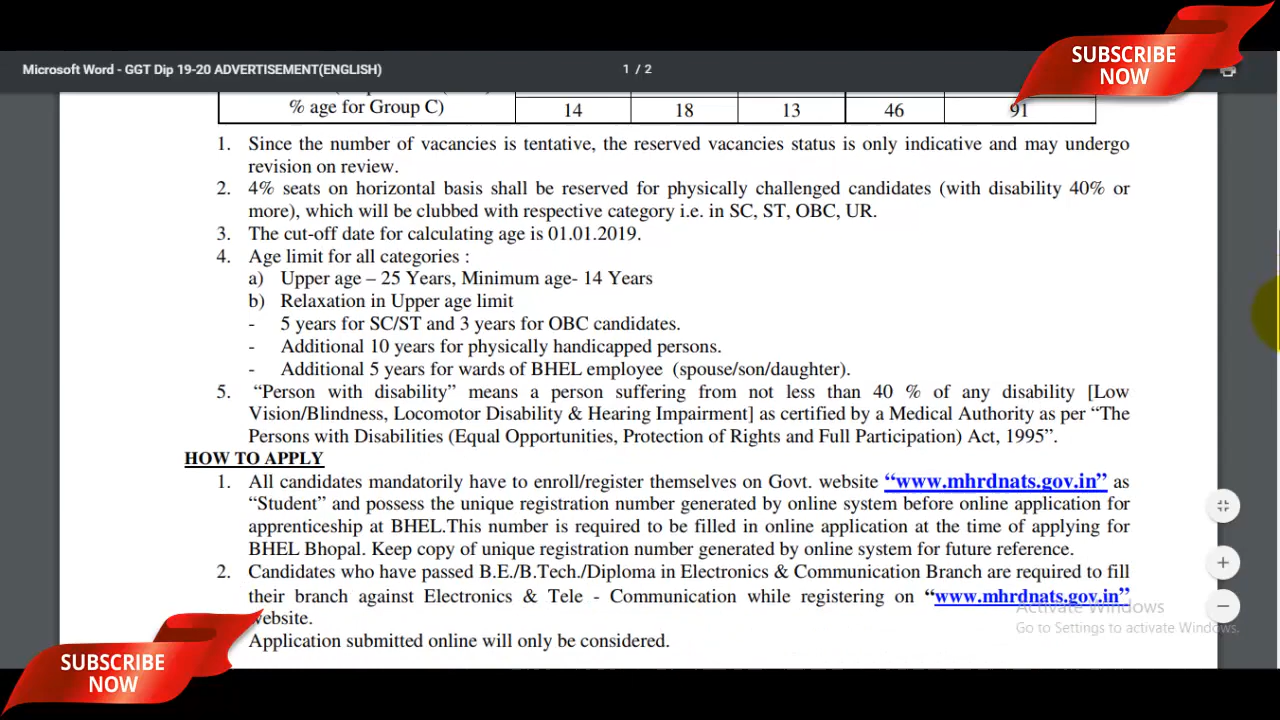 SUBSCRIBE
NOW
Microsoft Word - GGT Dip 19-20 ADVERTISEMENT(ENGLISH)
1 / 2
% age for Group C)
14 18 13 46 91
1. Since the number of vacancies is tentative, the reserved vacancies status is only indicative and may undergo
revision on review.
2. 4% seats on horizontal basis shall be reserved for physically challenged candidates (with disability 40% or
more), which will be clubbed with respective category i.e. in SC, ST, OBC, UR.
3. The cut-off date for calculating age is 01.01.2019.
4. Age limit for all categories :
a) Upper age – 25 Years, Minimum age- 14 Years
b) Relaxation in Upper age limit
- 5 years for SC/ST and 3 years for OBC candidates.
- Additional 10 years for physically handicapped persons.
- Additional 5 years for wards of BHEL employee (spouse/son/daughter).
5. “Person with disability” means a person suffering from not less than 40 % of any disability [Low
Vision/Blindness, Locomotor Disability & Hearing Impairment] as certified by a Medical Authority as per “The
Persons with Disabilities (Equal Opportunities, Protection of Rights and Full Participation) Act, 1995”.
HOW TO APPLY
1. All candidates mandatorily have to enroll/register themselves on Govt. website “www.mhrdnats.gov.in” as
“Student” and possess the unique registration number generated by online system before online application for
apprenticeship at BHEL.This number is required to be filled in online application at the time of applying for
BHEL Bhopal. Keep copy of unique registration number generated by online system for future reference.
2. Candidates who have passed B.E./B.Tech./Diploma in Electronics & Communication Branch are required to fill
their branch against Electronics & Tele - Communication while registering on “www.mhrdnats.gov.in”
website.
Application submitted online will only be considered.
Activate Windows
Go to Settings to activate Windows.
SUBSCRIBE
NOW